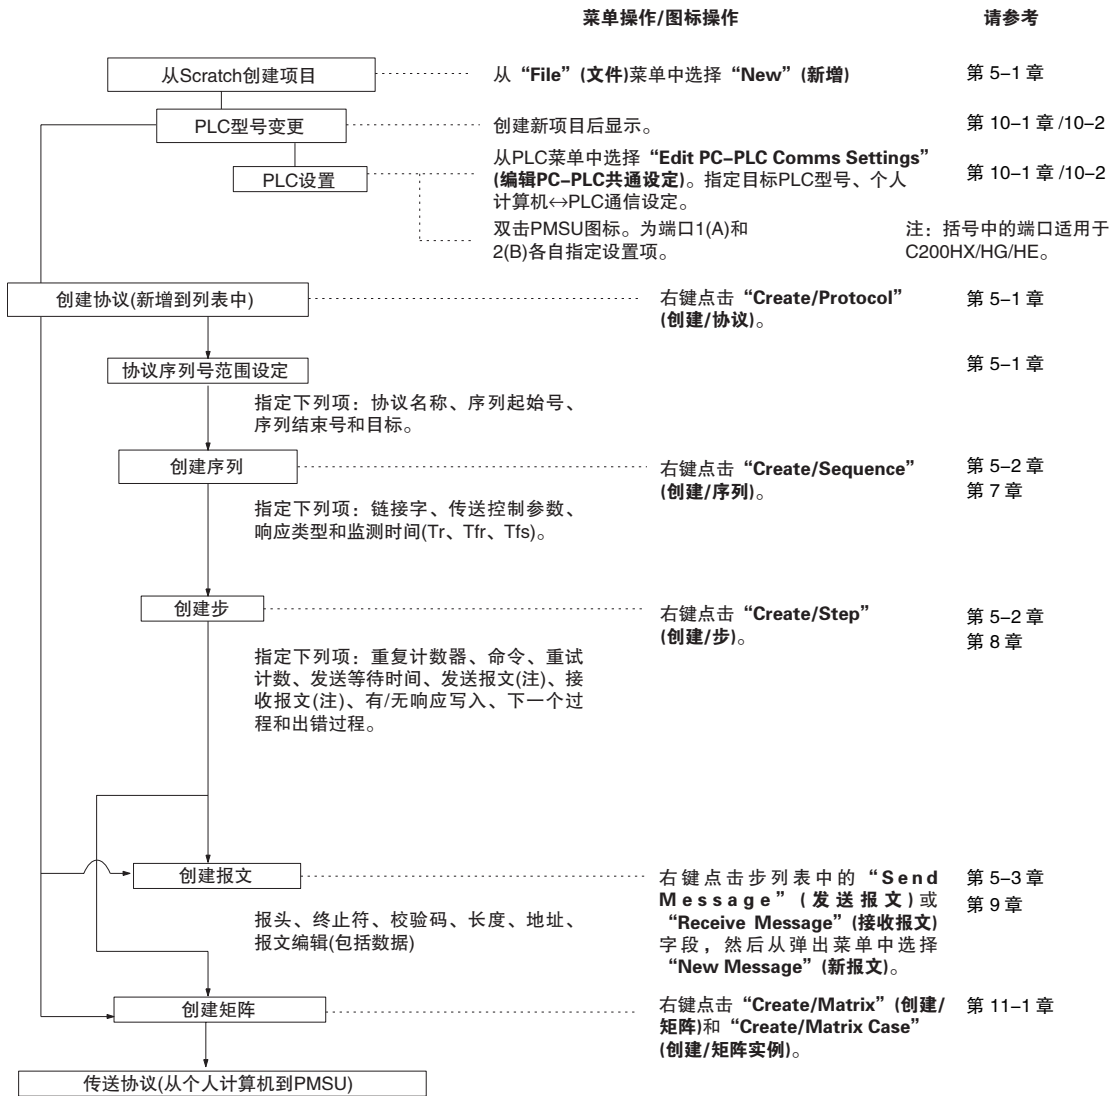 菜单操作/图标操作
请参考
从Scratch创建项目
从“File”(文件)菜单中选择“New”(新增)
第 5–1 章
PLC型号变更
创建新项目后显示。
第 10–1 章 /10–2
PLC设置
从PLC菜单中选择“Edit PC–PLC Comms Settings”
(编辑PC–PLC共通设定)。指定目标PLC型号、个人
计算机↔PLC通信设定。
第 10–1 章 /10–2
双击PMSU图标。为端口1(A)和
2(B)各自指定设置项。
注：括号中的端口适用于
C200HX/HG/HE。
创建协议(新增到列表中)
右键点击“Create/Protocol”
(创建/协议)。
第 5–1 章
协议序列号范围设定
第 5–1 章
指定下列项：协议名称、序列起始号、
序列结束号和目标。
创建序列
右键点击“Create/Sequence”
(创建/序列)。
第 5–2 章
第 7 章
指定下列项：链接字、传送控制参数、
响应类型和监测时间(Tr、Tfr、Tfs)。
创建步
右键点击“Create/Step”
(创建/步)。
第 5–2 章
第 8 章
指定下列项：重复计数器、命令、重试
计数、发送等待时间、发送报文(注)、接
收报文(注)、有/无响应写入、下一个过
程和出错过程。
创建报文
右键点击步列表中的“Send
Message”(发送报文)或
“Receive Message”(接收报文)
字段，然后从弹出菜单中选择
“New Message”(新报文)。
第 5–3 章
第 9 章
报头、终止符、校验码、长度、地址、
报文编辑(包括数据)
创建矩阵
右键点击“Create/Matrix”(创建/
矩阵)和“Create/Matrix Case”
(创建/矩阵实例)。
第 11–1 章
传送协议(从个人计算机到PMSU)